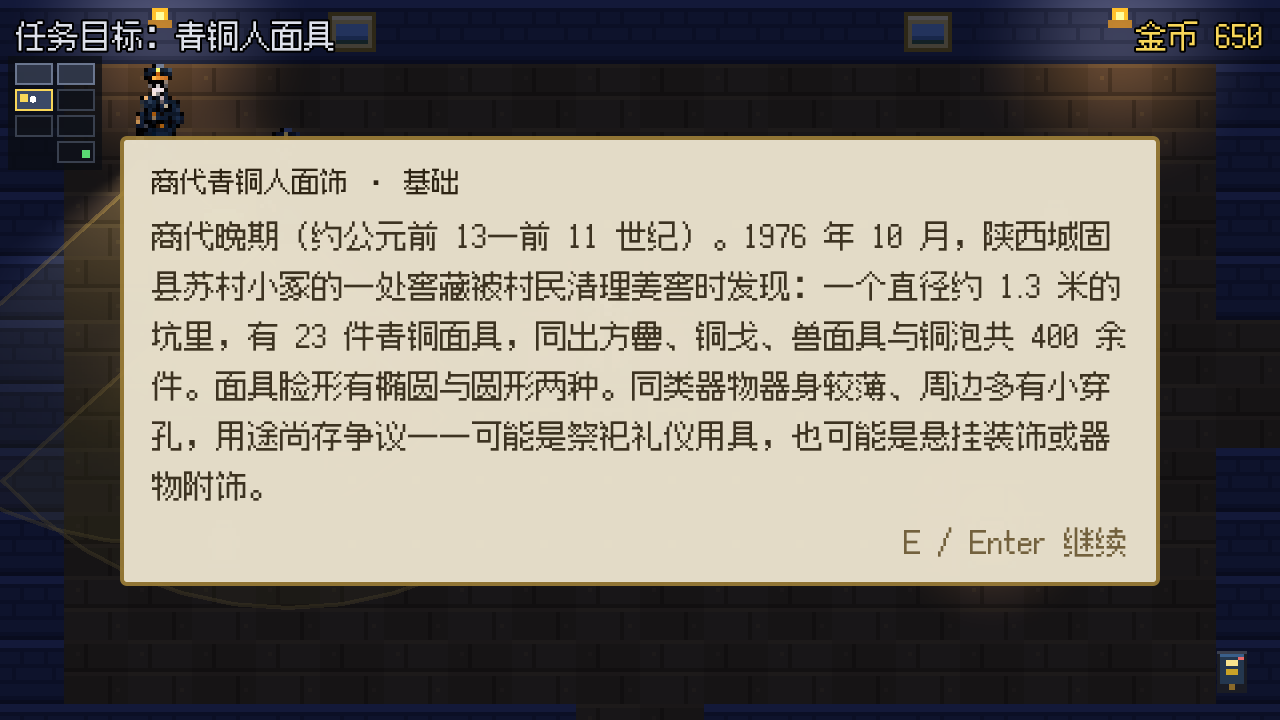 任务目标：青铜人面具
金币 650
商代青铜人面饰 · 基础
商代晚期（约公元前 13—前 11 世纪）。1976 年 10 月，陕西城固
县苏村小冢的一处窖藏被村民清理姜窖时发现：一个直径约 1.3 米的
坑里，有 23 件青铜面具，同出方罍、铜戈、兽面具与铜泡共 400 余
件。面具脸形有椭圆与圆形两种。同类器物器身较薄、周边多有小穿
孔，用途尚存争议——可能是祭祀礼仪用具，也可能是悬挂装饰或器
物附饰。
E / Enter 继续